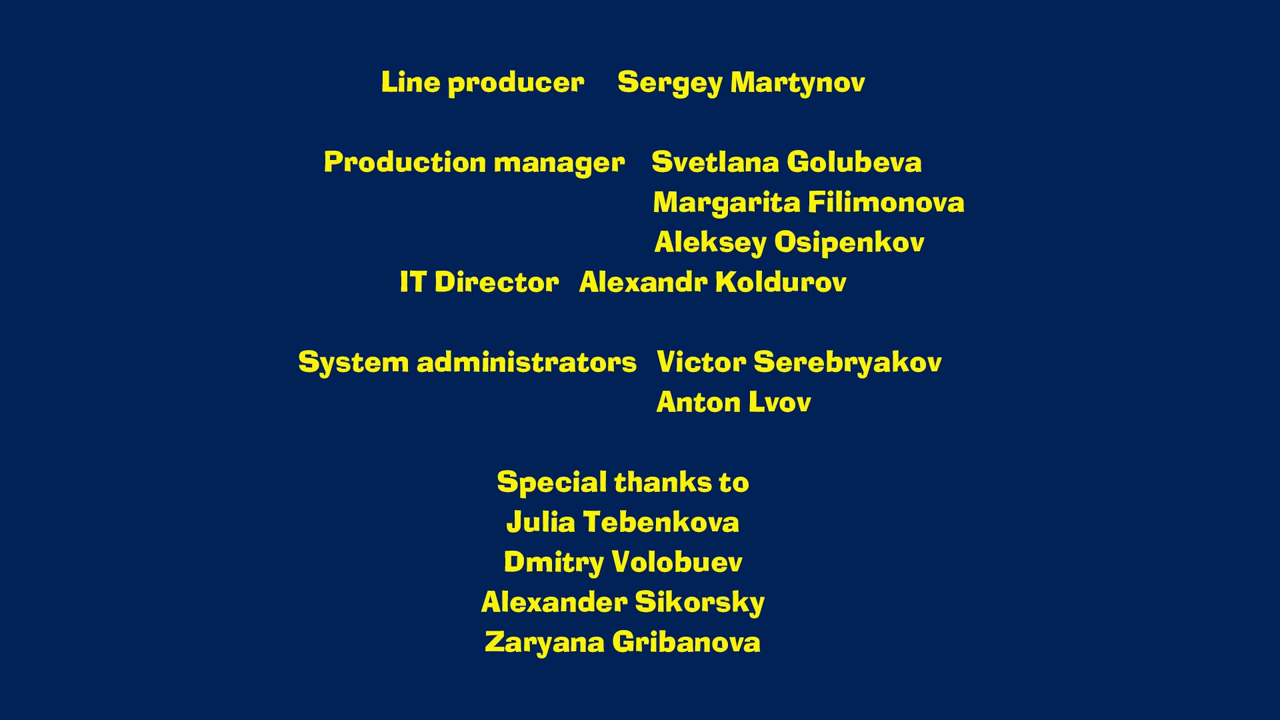 Line producer Sergey Martynov
Production manager Svetlana Golubeva
Margarita Filimonova
Aleksey Osipenkov
IT Director Alexandr Koldurov
System administrators Victor Serebryakov
Anton Lvov
Special thanks to
Julia Tebenkova
Dmitry Volobuev
Alexander Sikorsky
Zaryana Gribanova